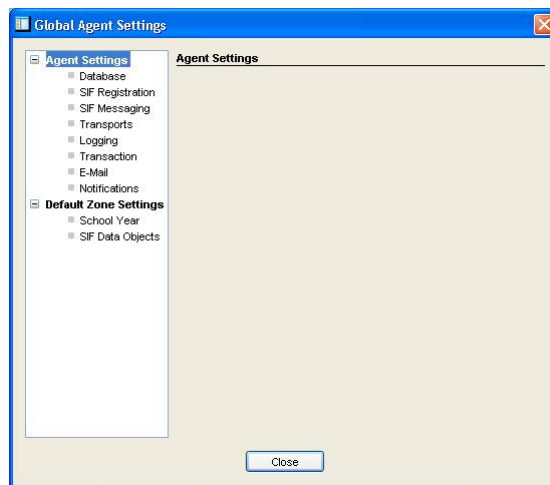 Global Agent Settings
Agent Settings
Database
SIF Registration
SIF Messaging
Transports
Logging
Transaction
E-Mail
Notifications
Default Zone Settings
School Year
SIF Data Objects
Agent Settings
Close